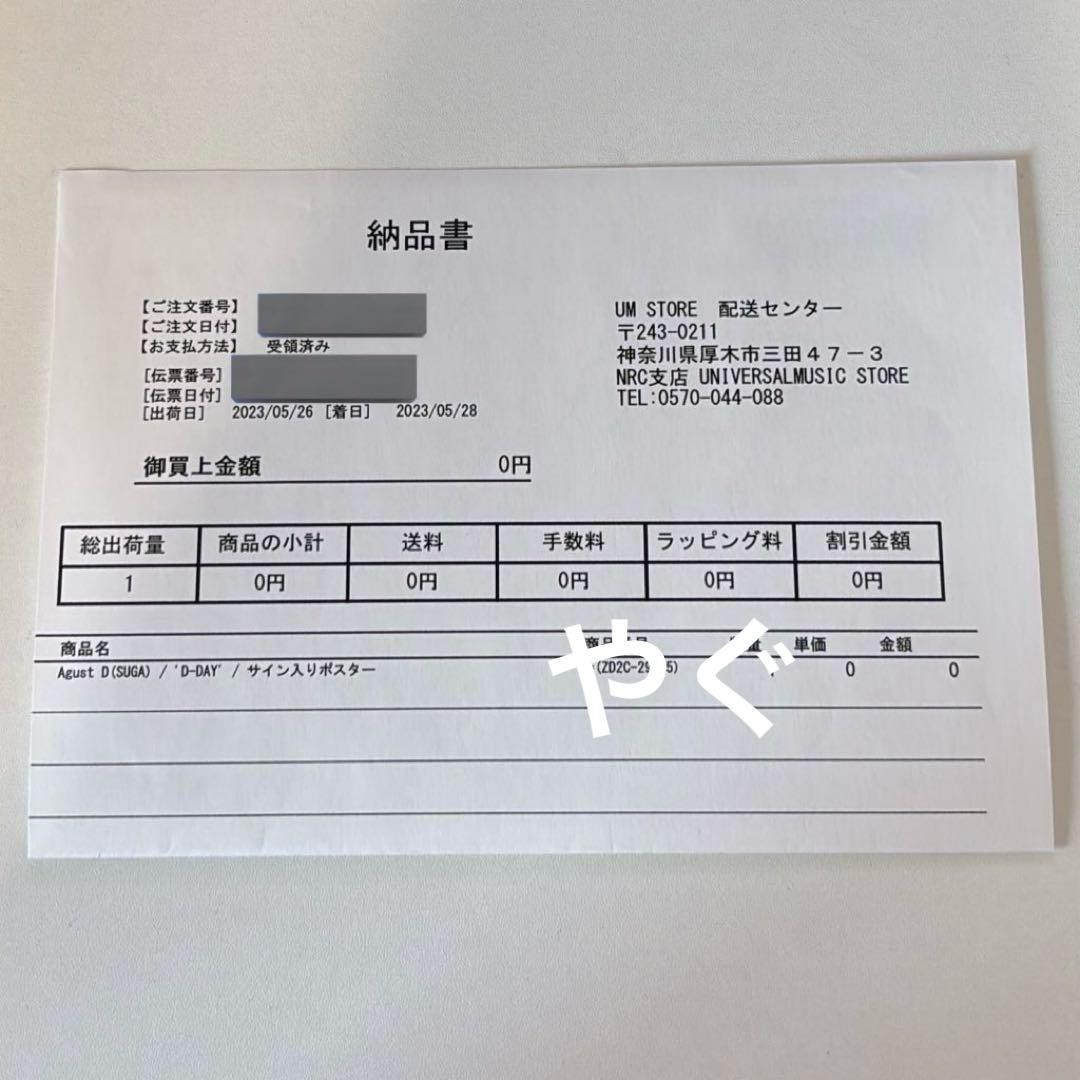 納品書
【ご注文番号】
【ご注文日付】
【お支払方法】 受領済み
[伝票番号]
[伝票日付]
[出荷日] 2023/05/26 [着日] 2023/05/28
UM STORE 配送センター
〒243-0211
神奈川県厚木市三田４７－３
NRC支店 UNIVERSALMUSIC STORE
TEL:0570-044-088
御買上金額 0円
総出荷量 商品の小計 送料 手数料 ラッピング料 割引金額
1 0円 0円 0円 0円 0円
商品名 単価 金額
Agust D(SUGA) / 'D-DAY' / サイン入りポスター 0 0
やぐ